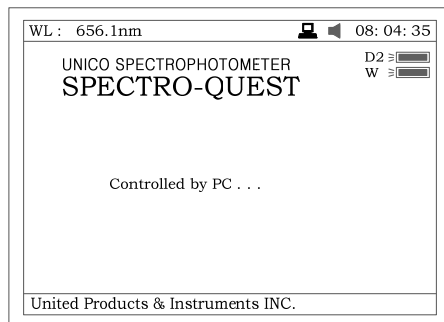 WL : 656.1nm 08: 04: 35
D2
UNICO SPECTROPHOTOMETER
W
SPECTRO-QUEST
Controlled by PC . . .
United Products & Instruments INC.